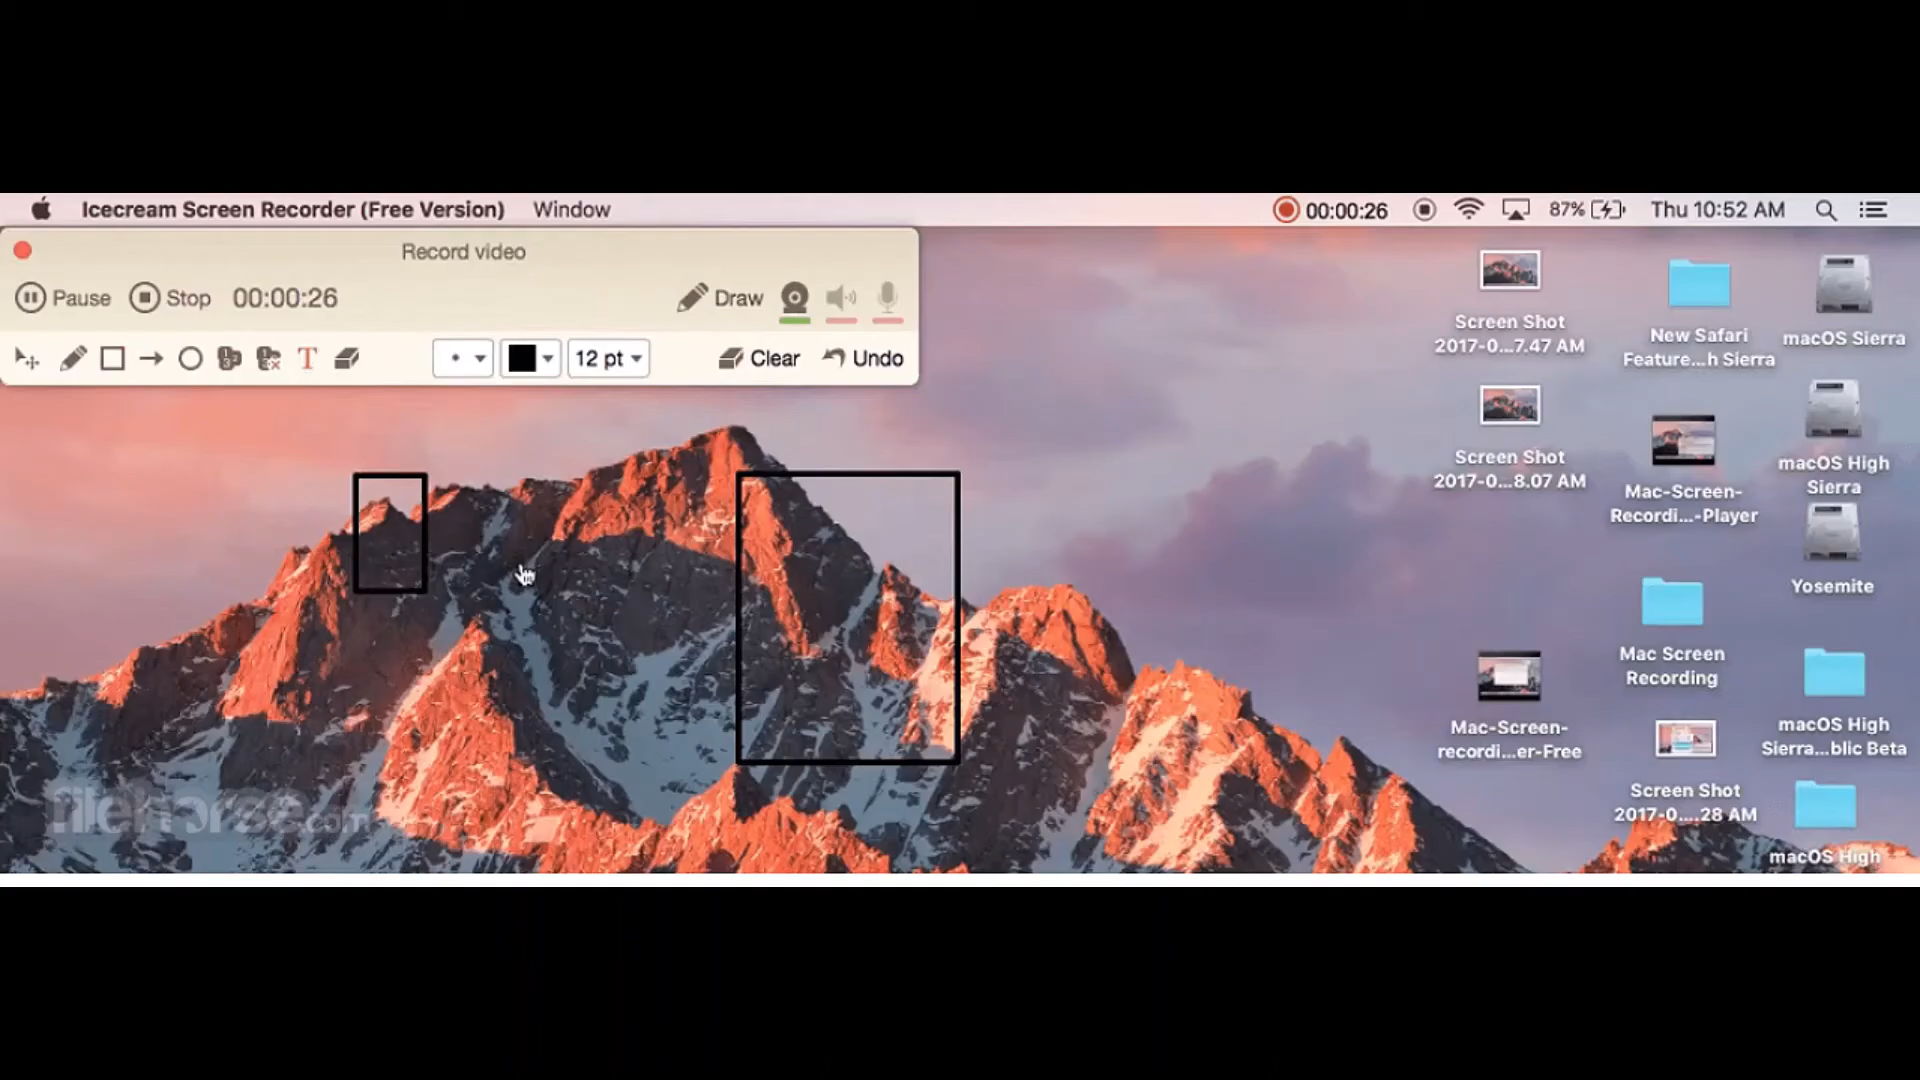 Icecream Screen Recorder (Free Version) Window 00:00:26 87% Thu 10:52 AM
Record video
Pause Stop 00:00:26 Draw
T 12 pt Clear Undo
Screen Shot
2017-0...7.47 AM
New Safari
Feature...h Sierra
macOS Sierra
Screen Shot
2017-0...8.07 AM
Mac-Screen-
Recordi...-Player
macOS High
Sierra
Yosemite
Mac Screen
Recording
Mac-Screen-
recordi...er-Free
macOS High
Sierra...blic Beta
Screen Shot
2017-0....28 AM
macOS High
filehorse.com